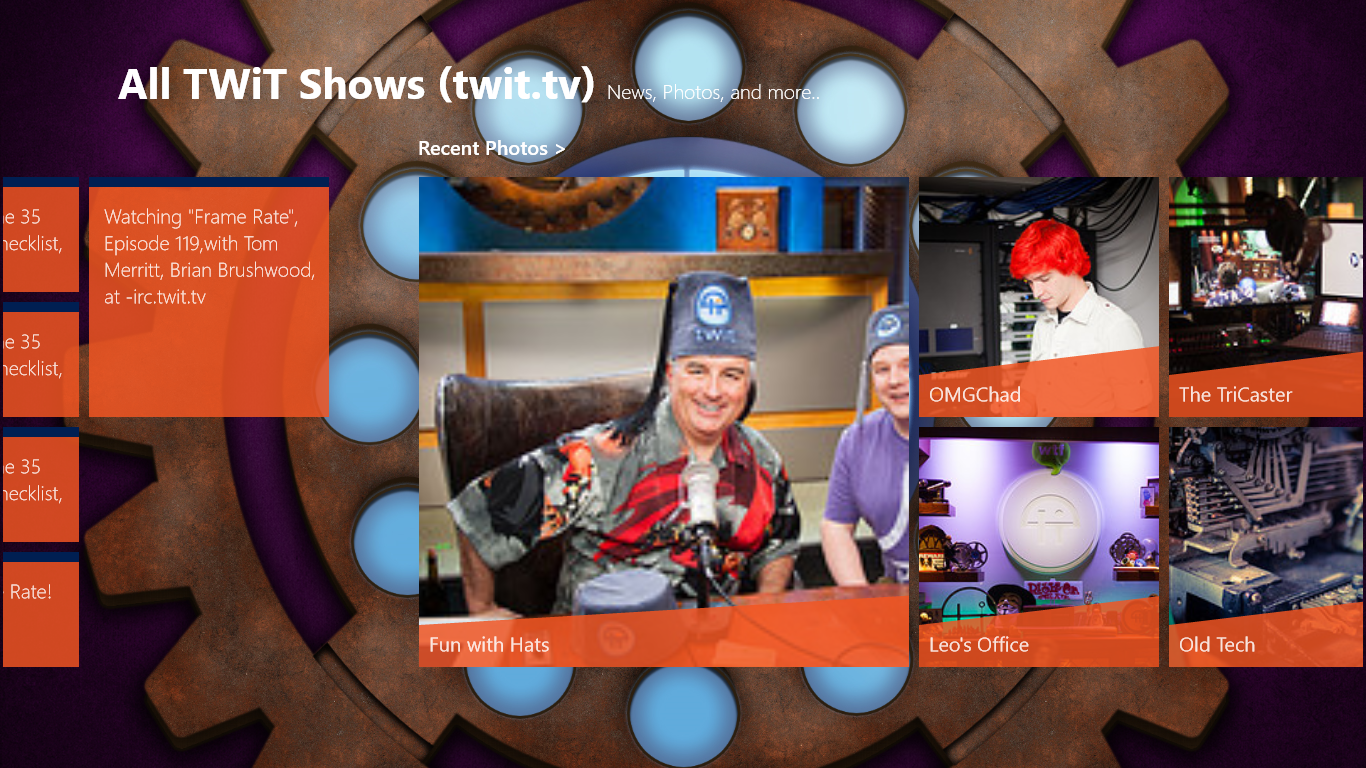 All TWiT Shows (twit.tv) News, Photos, and more..
Recent Photos >
e 35
hecklist,
e 35
hecklist,
e 35
hecklist,
Rate!
Watching "Frame Rate",
Episode 119,with Tom
Merritt, Brian Brushwood,
at -irc.twit.tv
TWiT
Fun with Hats
OMGChad
The TriCaster
Leo's Office
Old Tech